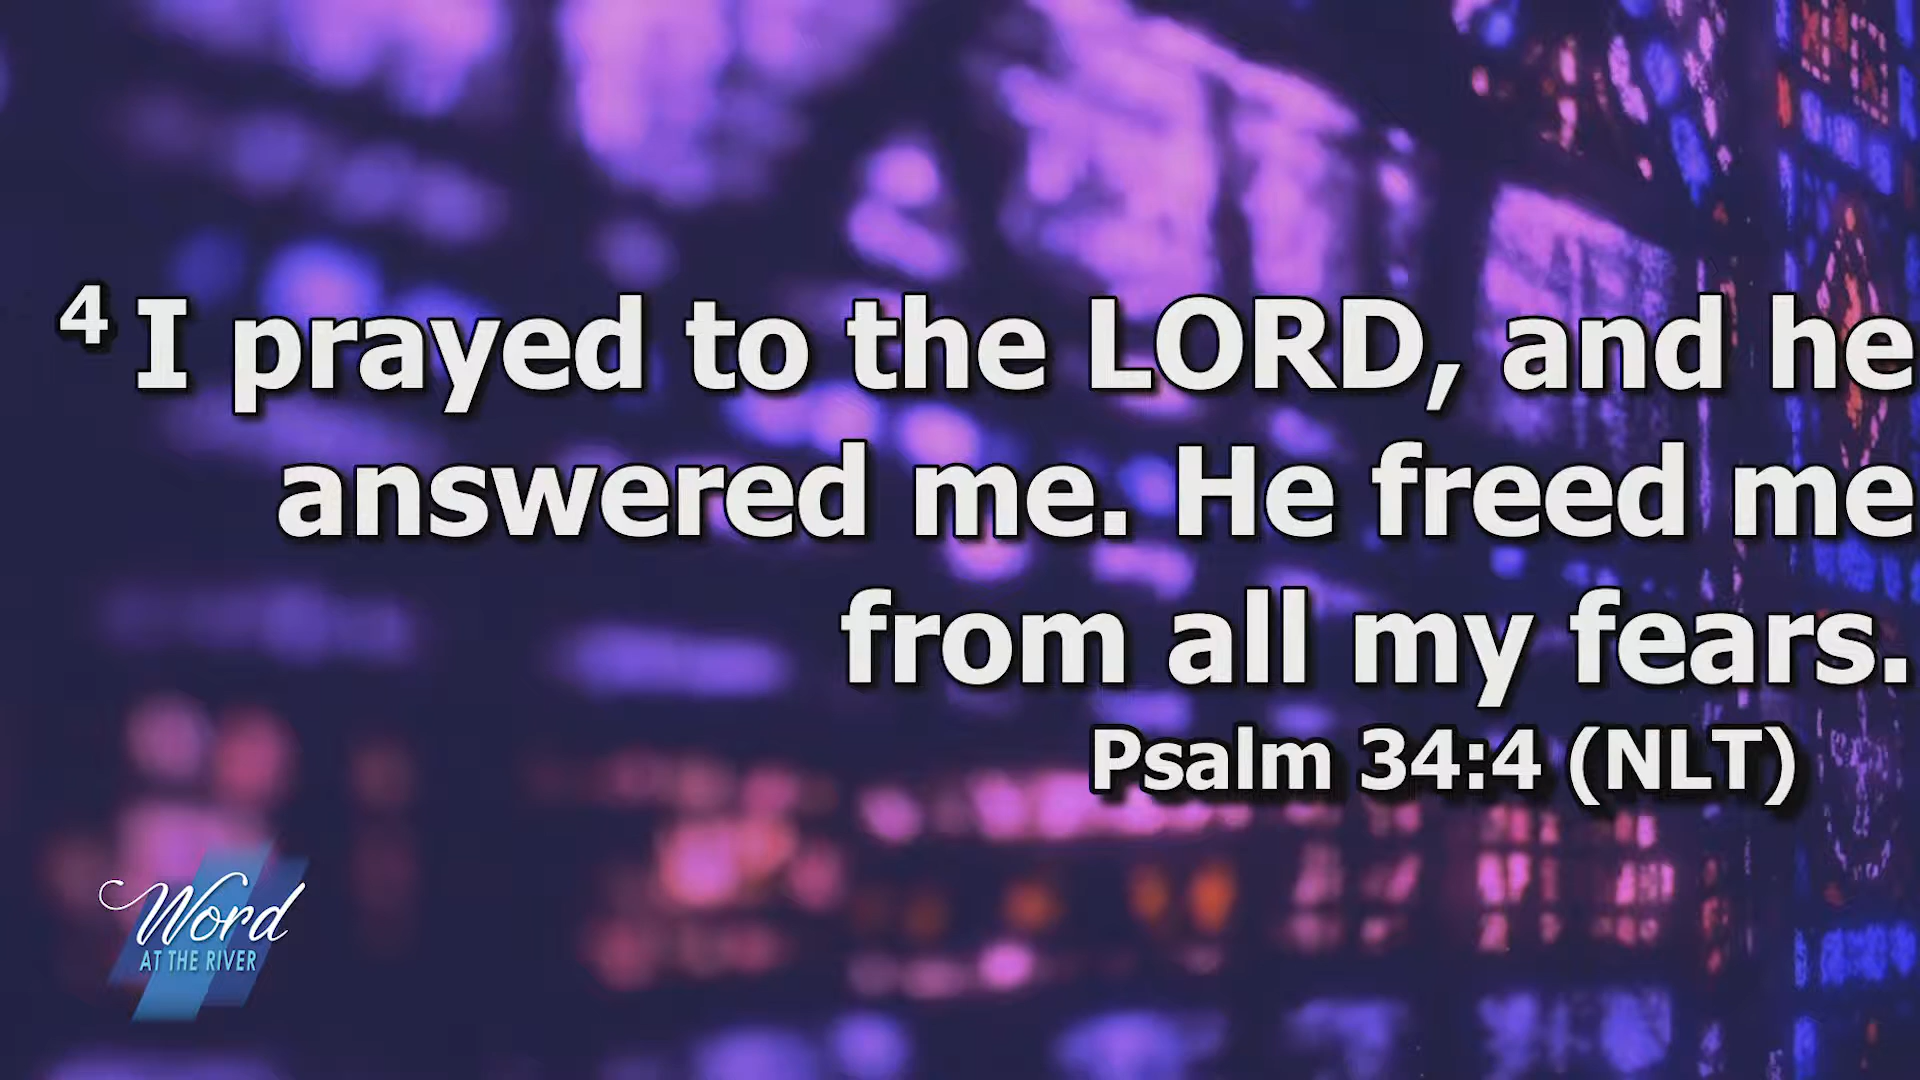 4 I prayed to the LORD, and he
answered me. He freed me
from all my fears.
Psalm 34:4 (NLT)
Word
AT THE RIVER